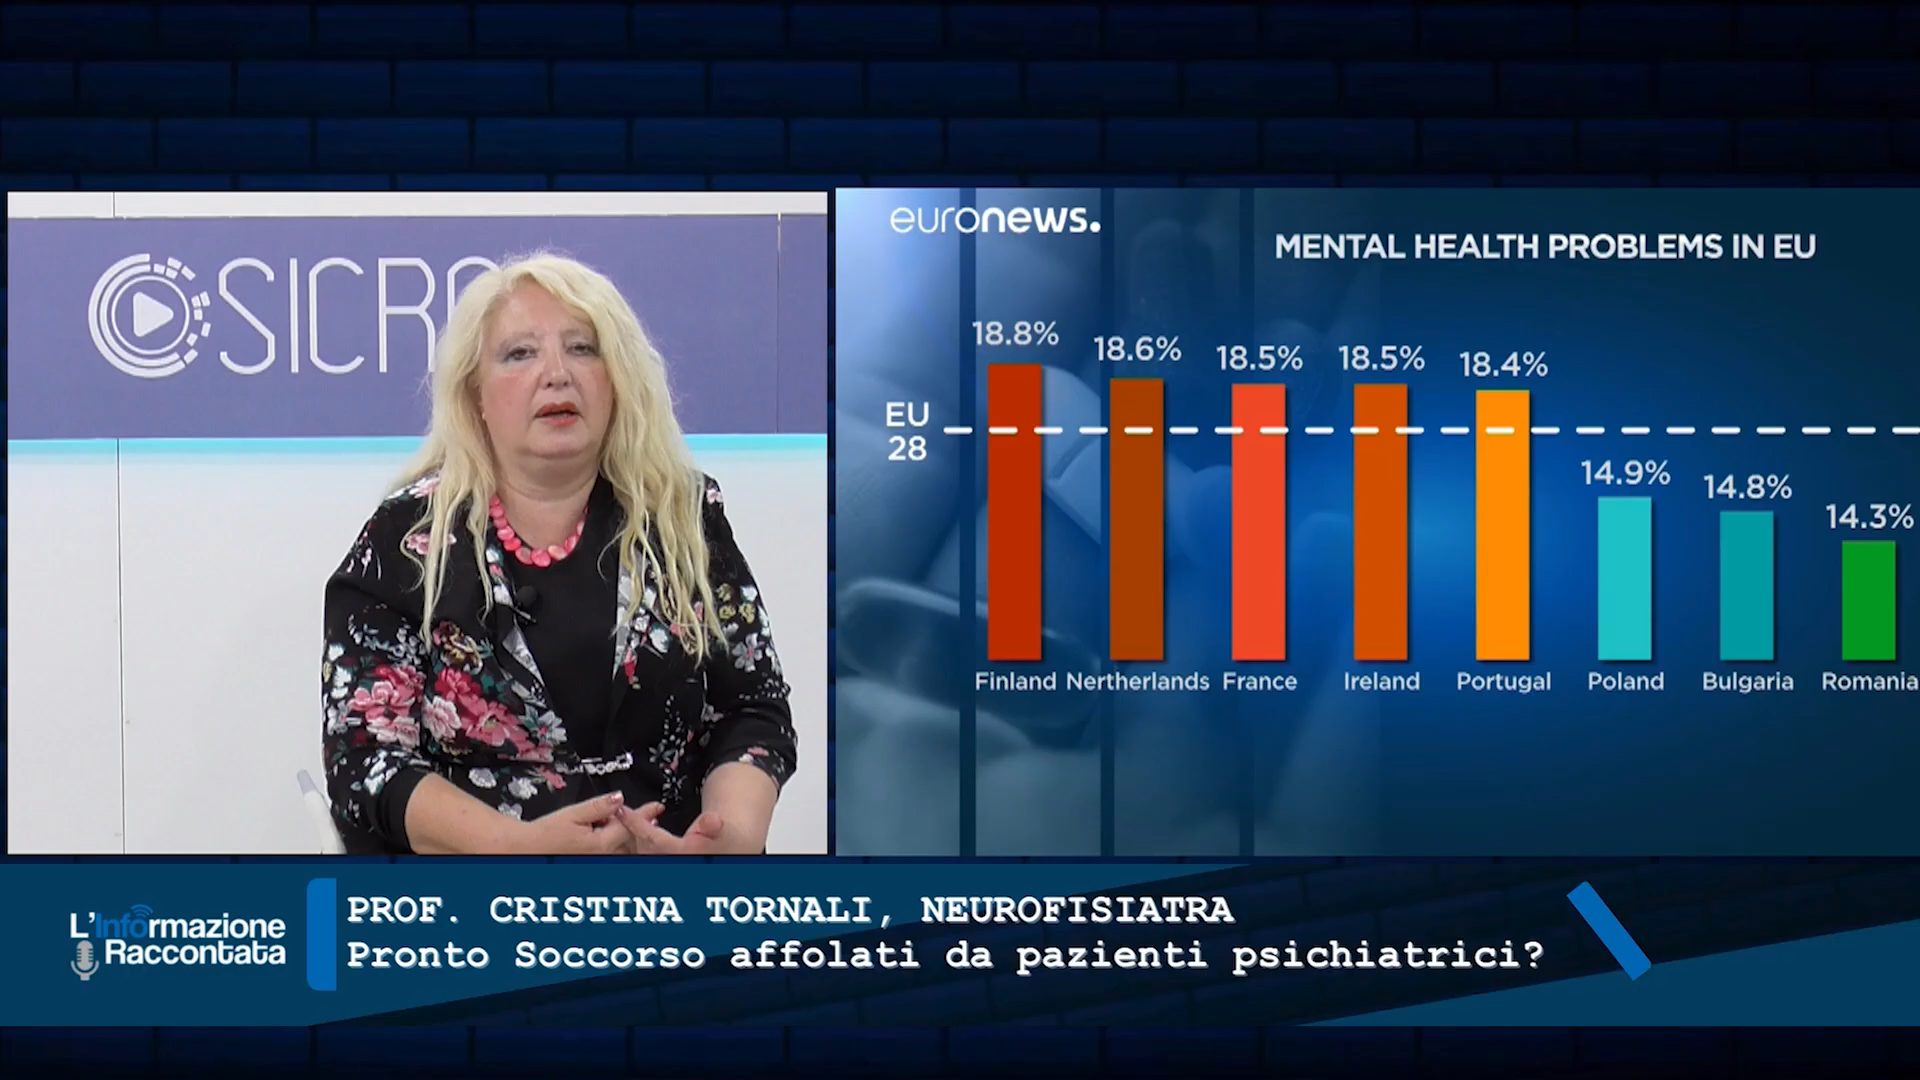 SICR
euronews.
MENTAL HEALTH PROBLEMS IN EU
18.8%
18.6%
18.5%
18.5%
18.4%
14.9%
14.8%
14.3%
EU
28
Finland
Nertherlands
France
Ireland
Portugal
Poland
Bulgaria
Romania
L'Informazione
Raccontata
PROF. CRISTINA TORNALI, NEUROFISIATRA
Pronto Soccorso affolati da pazienti psichiatrici?